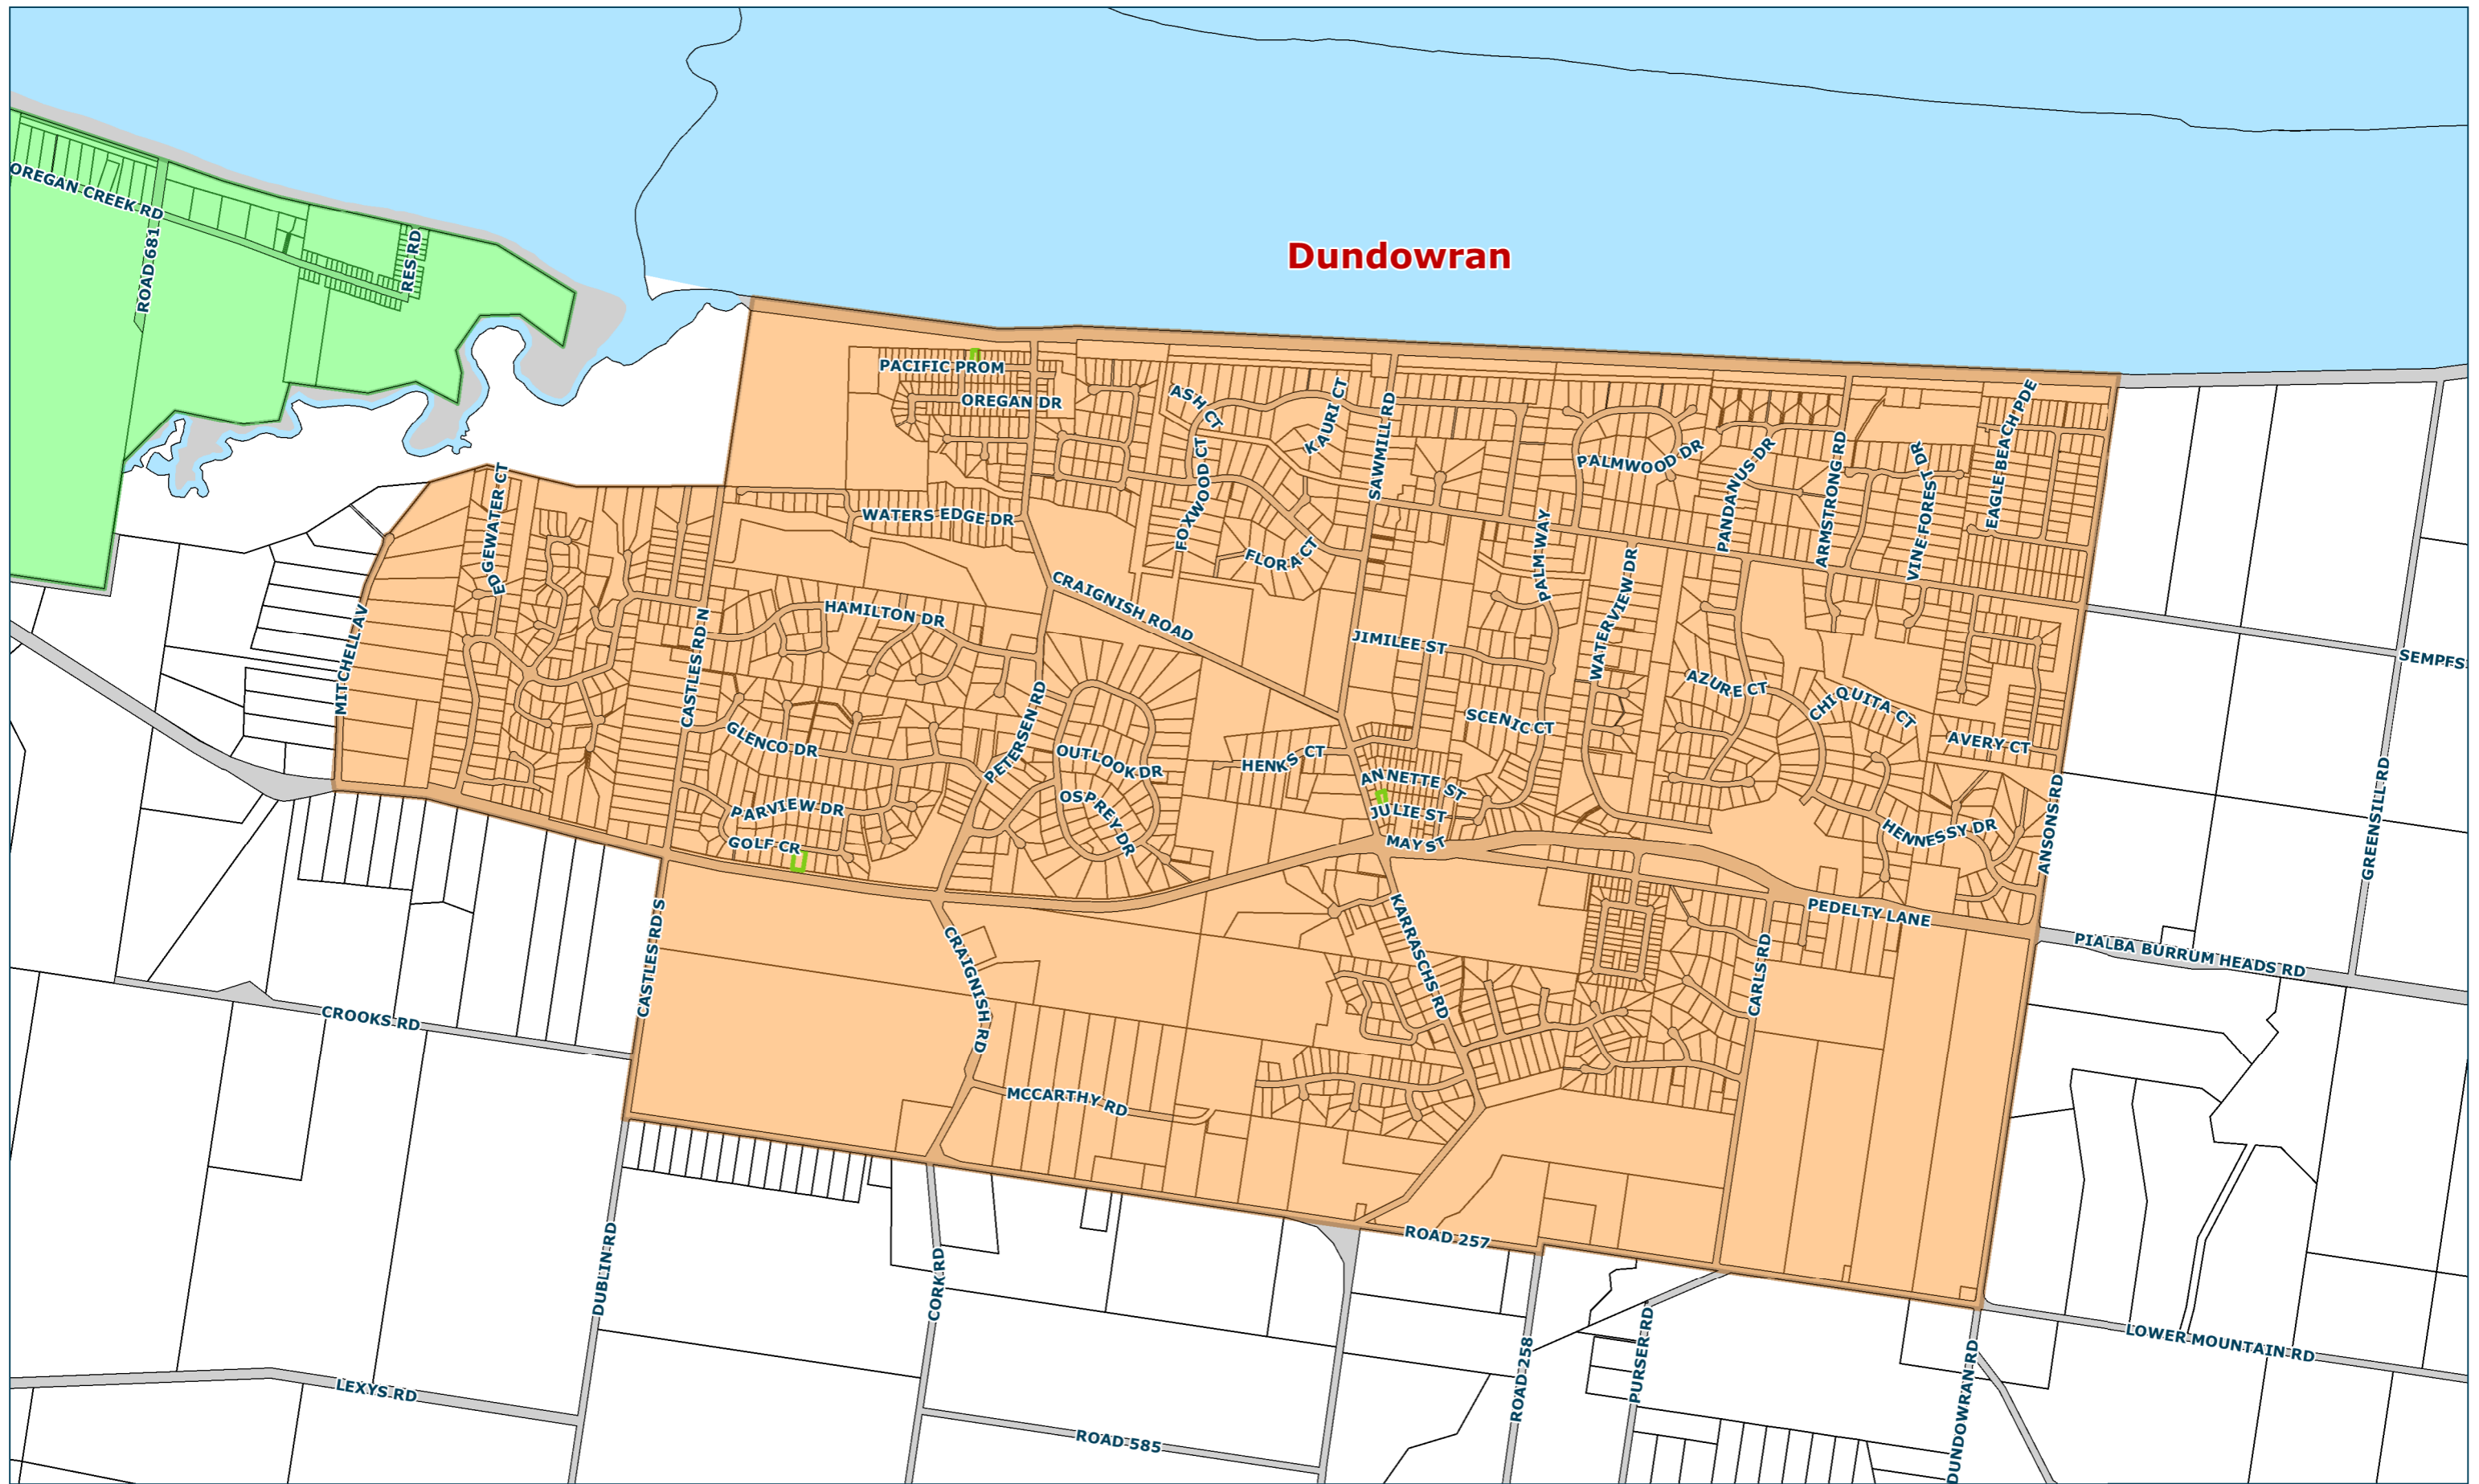 Dundowran
OREGAN CREEK RD
ROAD 681
RES RD
PACIFIC PROM
OREGAN DR
ASH CT
KAURI CT
SAWMILL RD
FOXWOOD CT
PALMWOOD DR
PANDANUS DR
ARMSTRONG RD
VINE FOREST DR
EAGLE BEACH PDE
EDGEWATER CT
WATERS EDGE DR
FLORA CT
PALM WAY
WATERVIEW DR
CRAIGNISH ROAD
HAMILTON DR
MITCHELL AV
CASTLES RD N
JIMILEE ST
SEMPFS
AZURE CT
CHIQUITA CT
SCENIC CT
AVERY CT
GLENCO DR
PETERSEN RD
OUTLOOK DR
HENKS CT
ANNETTE ST
OSPREY DR
PARVIEW DR
JULIE ST
GOLF CR
MAY ST
HENNESSY DR
ANSONS RD
GREENSILL RD
CASTLES RD S
CRAIGNISH RD
KARRASCHS RD
PEDELTY LANE
PIALBA BURRUM HEADS RD
CARLS RD
CROOKS RD
MCCARTHY RD
ROAD 257
DUBLIN RD
CORK RD
ROAD 258
PURSER RD
LOWER MOUNTAIN RD
DUNDOWRAN RD
LEXYS RD
ROAD 585